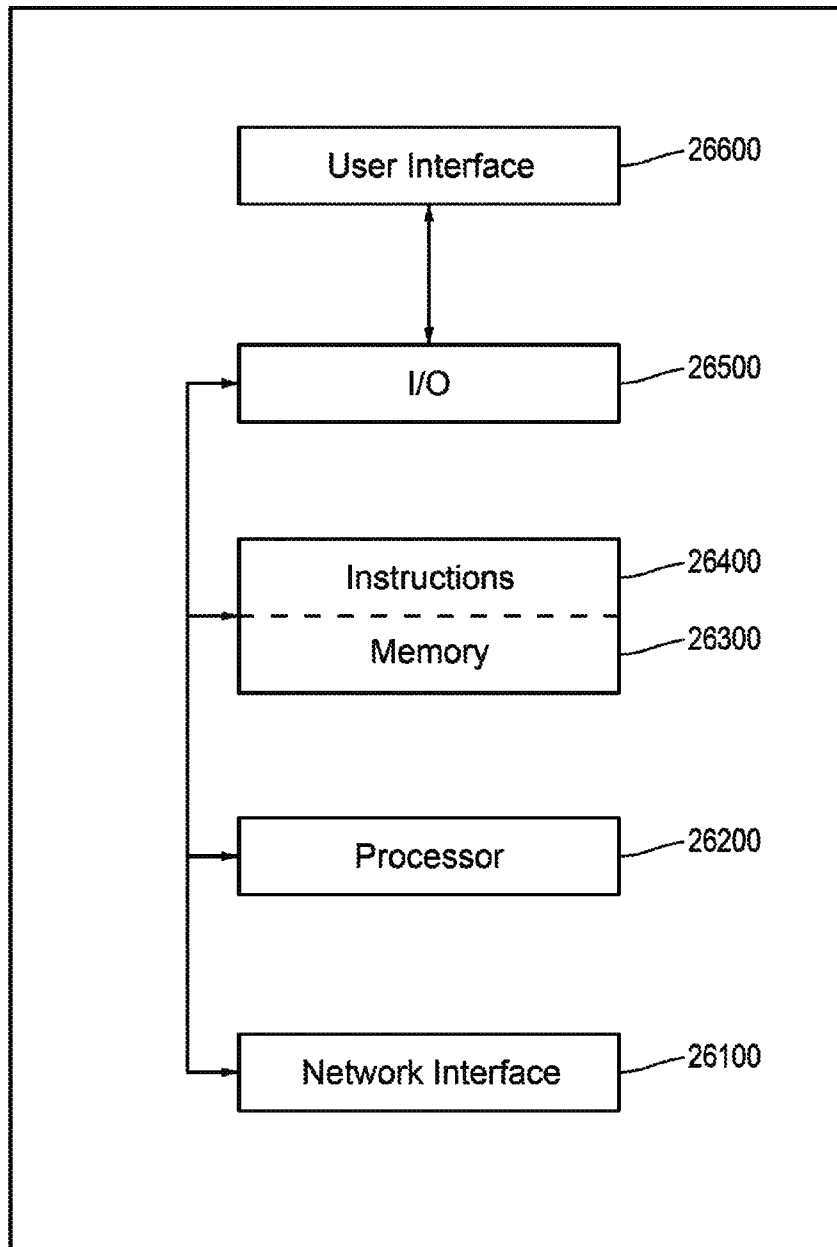 User Interface 26600
I/O 26500
Instructions 26400
Memory 26300
Processor 26200
Network Interface 26100